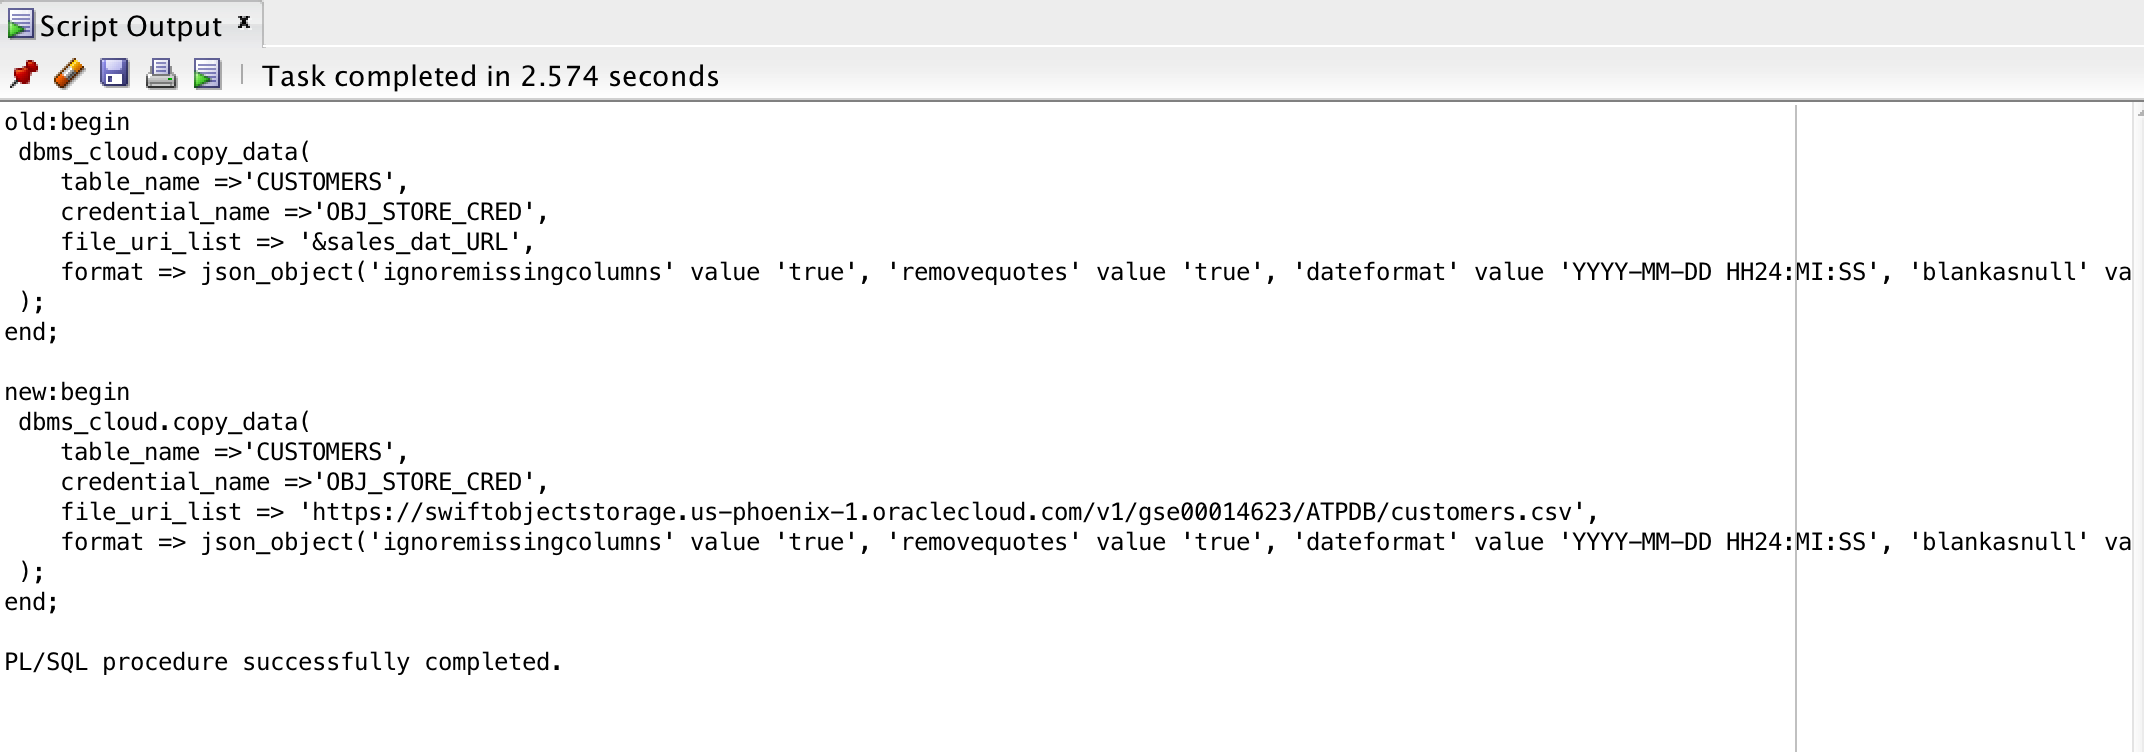 Script Output x
Task completed in 2.574 seconds
old:begin
 dbms_cloud.copy_data(
    table_name =>'CUSTOMERS',
    credential_name =>'OBJ_STORE_CRED',
    file_uri_list => '&sales_dat_URL',
    format => json_object('ignoremissingcolumns' value 'true', 'removequotes' value 'true', 'dateformat' value 'YYYY-MM-DD HH24:MI:SS', 'blankasnull' va
 );
end;

new:begin
 dbms_cloud.copy_data(
    table_name =>'CUSTOMERS',
    credential_name =>'OBJ_STORE_CRED',
    file_uri_list => 'https://swiftobjectstorage.us-phoenix-1.oraclecloud.com/v1/gse00014623/ATPDB/customers.csv',
    format => json_object('ignoremissingcolumns' value 'true', 'removequotes' value 'true', 'dateformat' value 'YYYY-MM-DD HH24:MI:SS', 'blankasnull' va
 );
end;

PL/SQL procedure successfully completed.